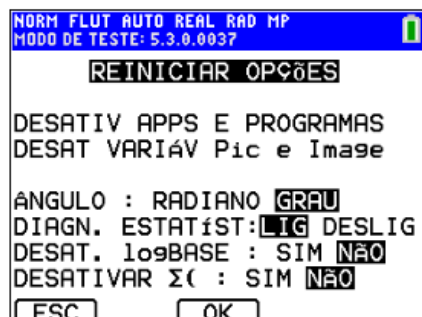 NORM FLUT AUTO REAL RAD MP
MODO DE TESTE: 5.3.0.0037
REINICIAR OPÇõES
DESATIV APPS E PROGRAMAS
DESAT VARIáV Pic e Image
ÂNGULO : RADIANO GRAU
DIAGN. ESTATíST: LIG DESLIG
DESAT. logBASE : SIM NÃO
DESATIVAR Σ( : SIM NÃO
ESC OK